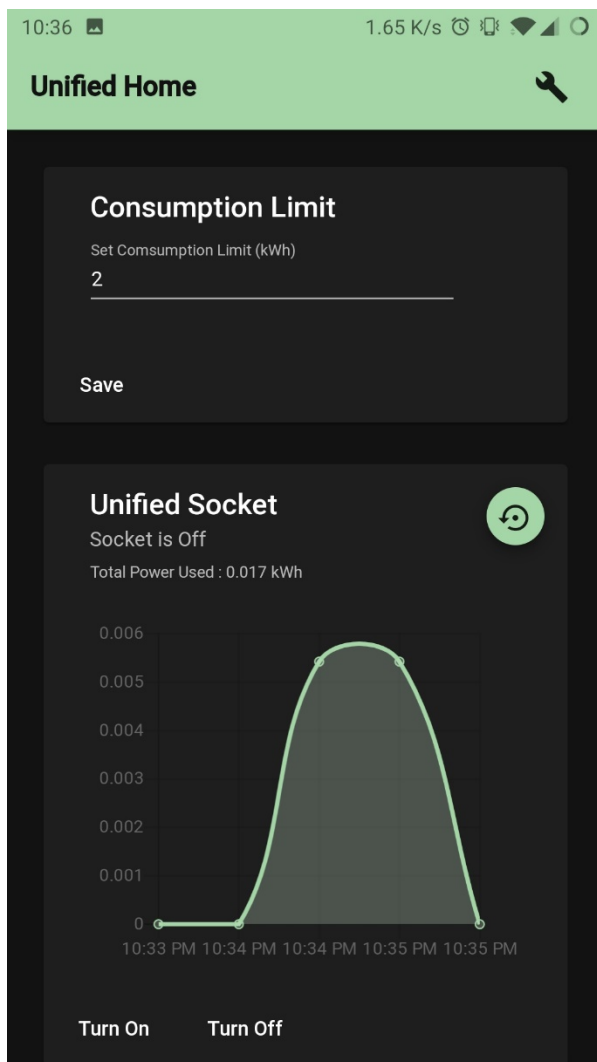 10:36 1.65 K/s
Unified Home
Consumption Limit
Set Comsumption Limit (kWh)
2
Save
Unified Socket
Socket is Off
Total Power Used : 0.017 kWh
0.006
0.005
0.004
0.003
0.002
0.001
0
10:33 PM 10:34 PM 10:34 PM 10:35 PM 10:35 PM
Turn On Turn Off